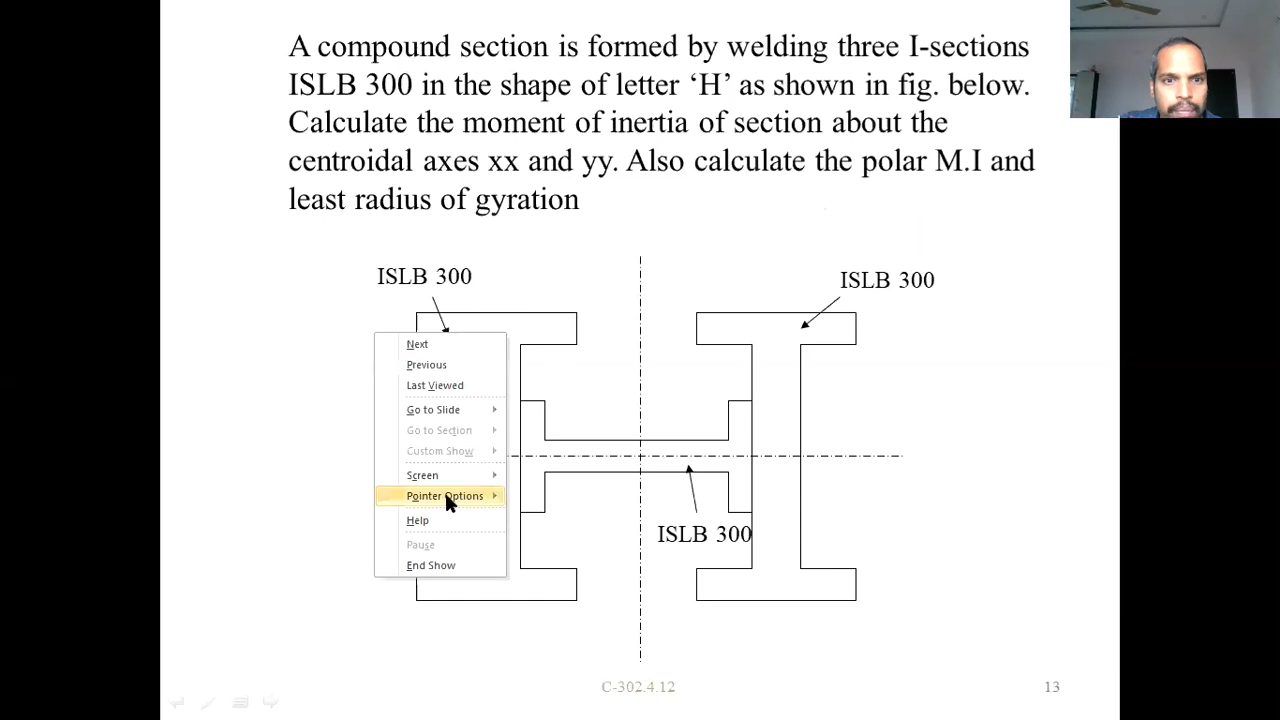 A compound section is formed by welding three I-sections
ISLB 300 in the shape of letter ‘H’ as shown in fig. below.
Calculate the moment of inertia of section about the
centroidal axes xx and yy. Also calculate the polar M.I and
least radius of gyration
ISLB 300
ISLB 300
Next
Previous
Last Viewed
Go to Slide
Go to Section
Custom Show
Screen
Pointer Options
Help
Pause
End Show
ISLB 300
C-302.4.12
13